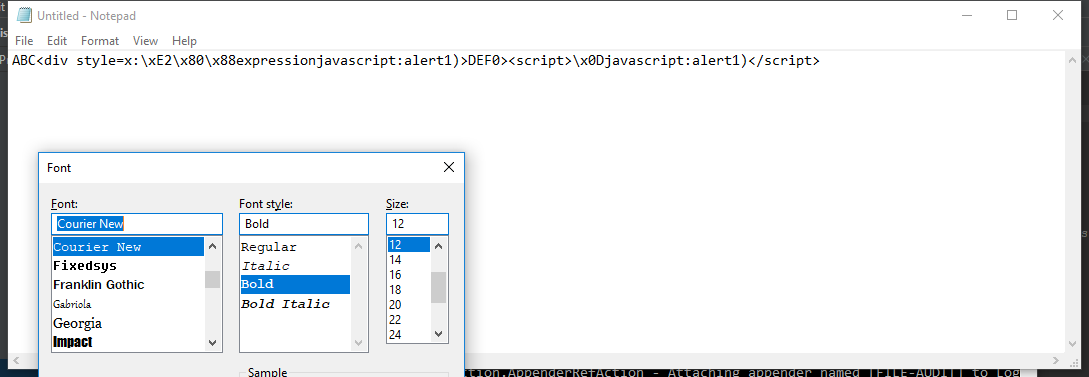 Untitled - Notepad
File Edit Format View Help
ABC<div style=x:\xE2\x80\x88expressionjavascript:alert1)>DEF0><script>\x0Djavascript:alert1)</script>
Font
Font: Font style: Size:
Courier New Bold 12
Courier New Regular 12
Fixedsys Italic 14
Franklin Gothic Bold 16
Gabriola Bold Italic 18
Georgia 20
Impact 22
24
Sample
tion.AppenderRefAction - Attaching appender named [FILE-AUDIT] to Log